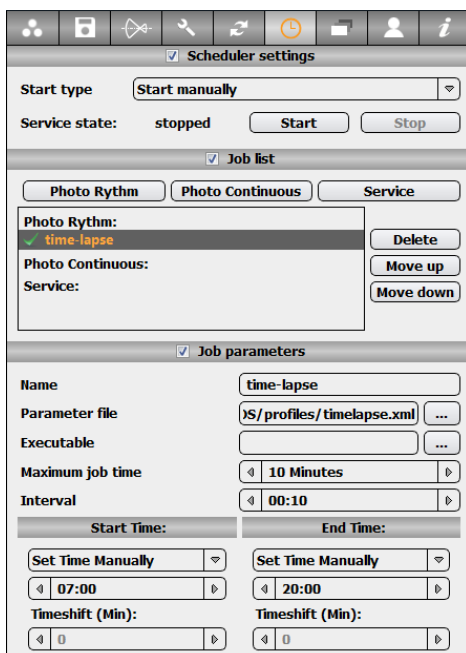 Scheduler settings
Start type Start manually
Service state: stopped Start Stop
Job list
Photo Rythm Photo Continuous Service
Photo Rythm:
time-lapse
Photo Continuous:
Service:
Delete
Move up
Move down
Job parameters
Name time-lapse
Parameter file S/profiles/timelapse.xml ...
Executable ...
Maximum job time 10 Minutes
Interval 00:10
Start Time: End Time:
Set Time Manually Set Time Manually
07:00 20:00
Timeshift (Min): Timeshift (Min):
0 0